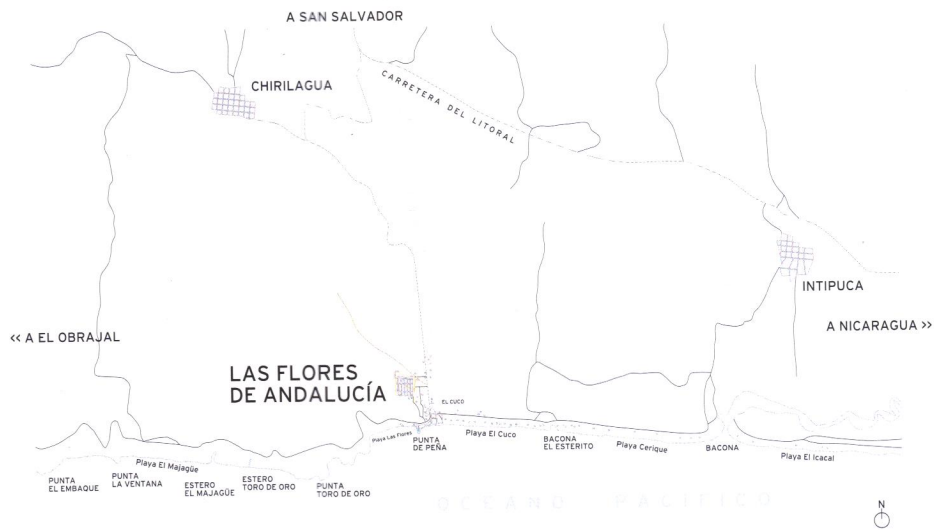 A SAN SALVADOR
CHIRILAGUA
CARRETERA DEL LITORAL
INTIPUCA
<< A EL OBRAJAL
A NICARAGUA >>
LAS FLORES
DE ANDALUCÍA
EL CUCO
Playa Las Flores
PUNTA
DE PEÑA
Playa El Cuco
BACONA
EL ESTERITO
Playa Cerique
BACONA
Playa El Icacal
Playa El Majagüe
PUNTA
EL EMBAQUE
PUNTA
LA VENTANA
ESTERO
EL MAJAGÜE
ESTERO
TORO DE ORO
PUNTA
TORO DE ORO
OCEANO PACIFICO
N